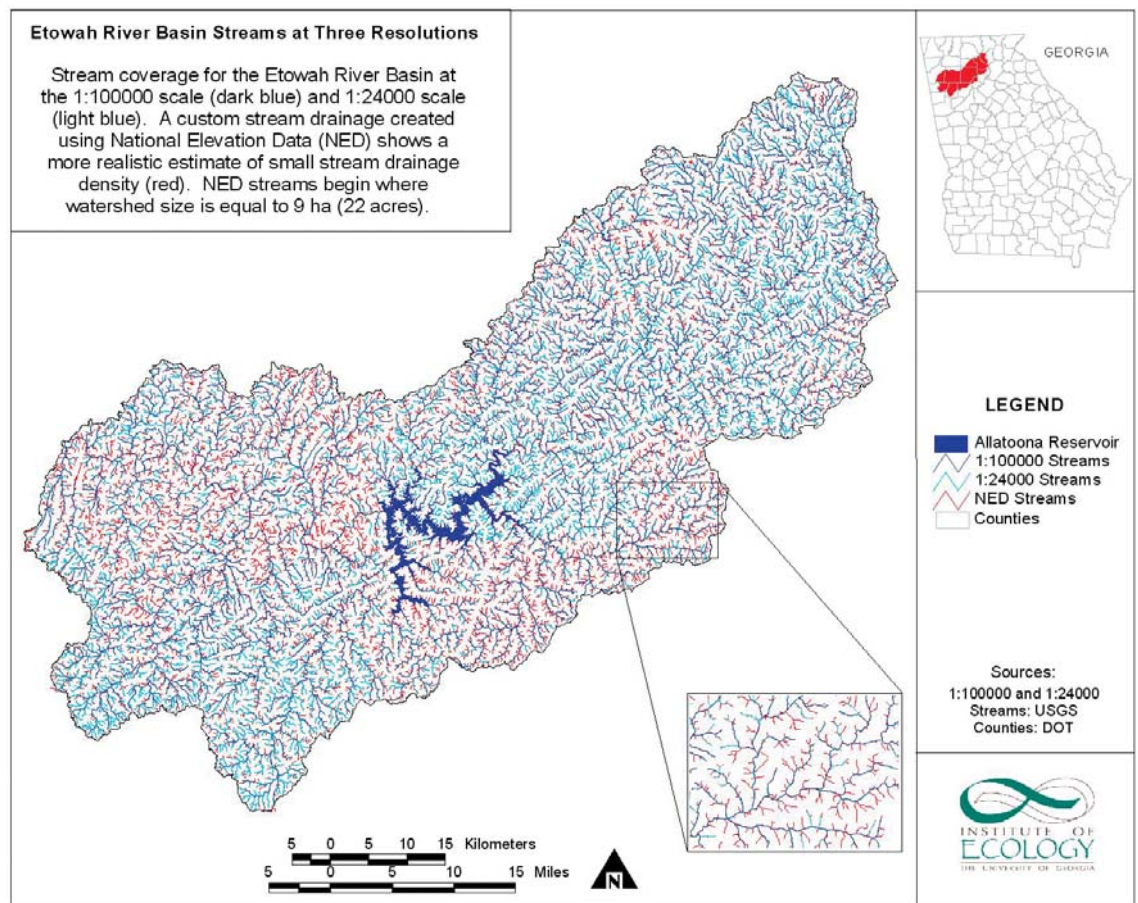 Etowah River Basin Streams at Three Resolutions
Stream coverage for the Etowah River Basin at
the 1:100000 scale (dark blue) and 1:24000 scale
(light blue). A custom stream drainage created
using National Elevation Data (NED) shows a
more realistic estimate of small stream drainage
density (red). NED streams begin where
watershed size is equal to 9 ha (22 acres).
GEORGIA
LEGEND
Allatoona Reservoir
1:100000 Streams
1:24000 Streams
NED Streams
Counties
Sources:
1:100000 and 1:24000
Streams: USGS
Counties: DOT
5 0 5 10 15 Kilometers
5 0 5 10 15 Miles
N
INSTITUTE OF
ECOLOGY
THE UNIVERSITY OF GEORGIA